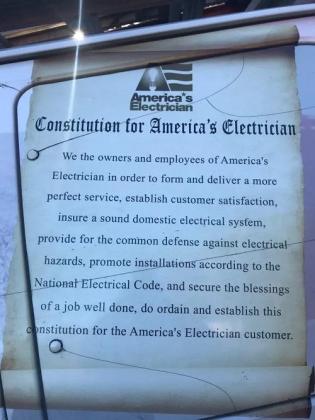 America's
Electrician
Constitution for America's Electrician
We the owners and employees of America's
Electrician in order to form and deliver a more
perfect service, establish customer satisfaction,
insure a sound domestic electrical system,
provide for the common defense against electrical
hazards, promote installations according to the
National Electrical Code, and secure the blessings
of a job well done, do ordain and establish this
constitution for the America's Electrician customer.